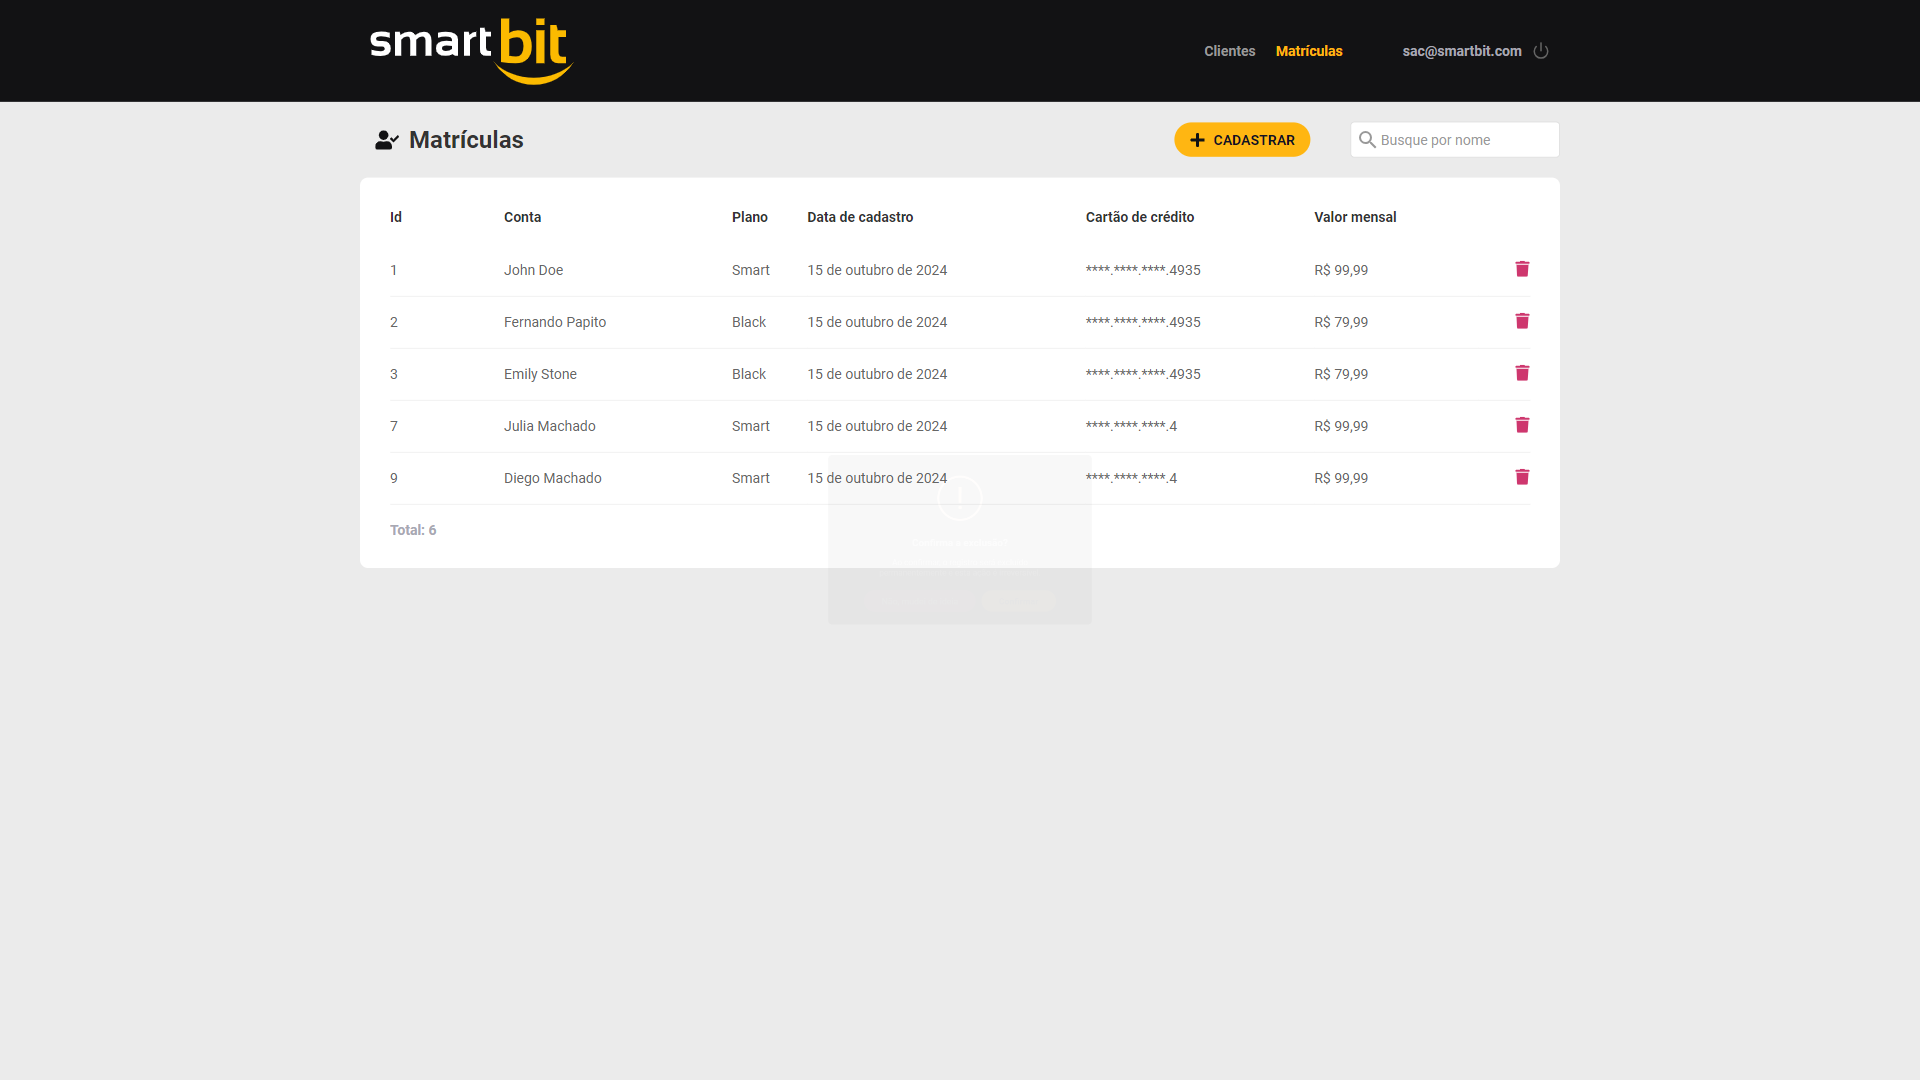 smartbit
Clientes Matrículas sac@smartbit.com
Matrículas CADASTRAR Busque por nome
Id Conta Plano Data de cadastro Cartão de crédito Valor mensal
1 John Doe Smart 15 de outubro de 2024 ****.****.****.4935 R$ 99,99
2 Fernando Papito Black 15 de outubro de 2024 ****.****.****.4935 R$ 79,99
3 Emily Stone Black 15 de outubro de 2024 ****.****.****.4935 R$ 79,99
7 Julia Machado Smart 15 de outubro de 2024 ****.****.****.4 R$ 99,99
9 Diego Machado Smart 15 de outubro de 2024 ****.****.****.4 R$ 99,99
Total: 6